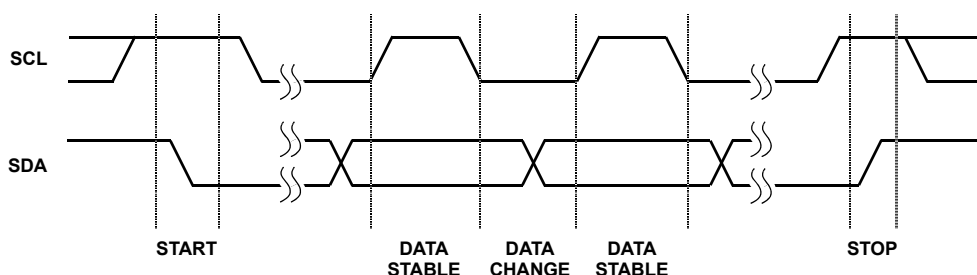 SCL
SDA
START
DATA
STABLE
DATA
CHANGE
DATA
STABLE
STOP